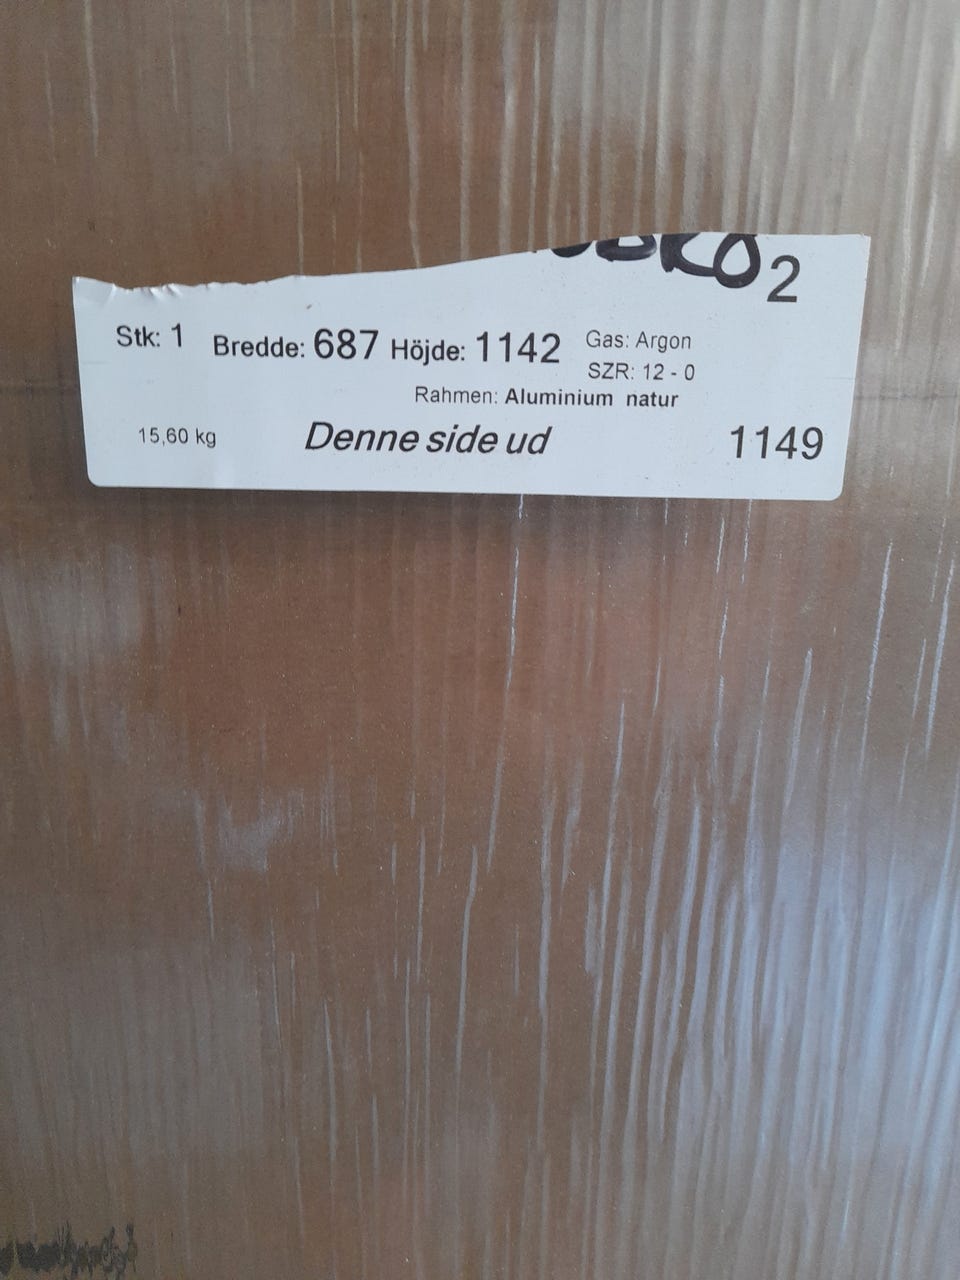 2
Stk: 1 Bredde: 687 Höjde: 1142 Gas: Argon
SZR: 12 - 0
Rahmen: Aluminium natur
15,60 kg Denne side ud 1149